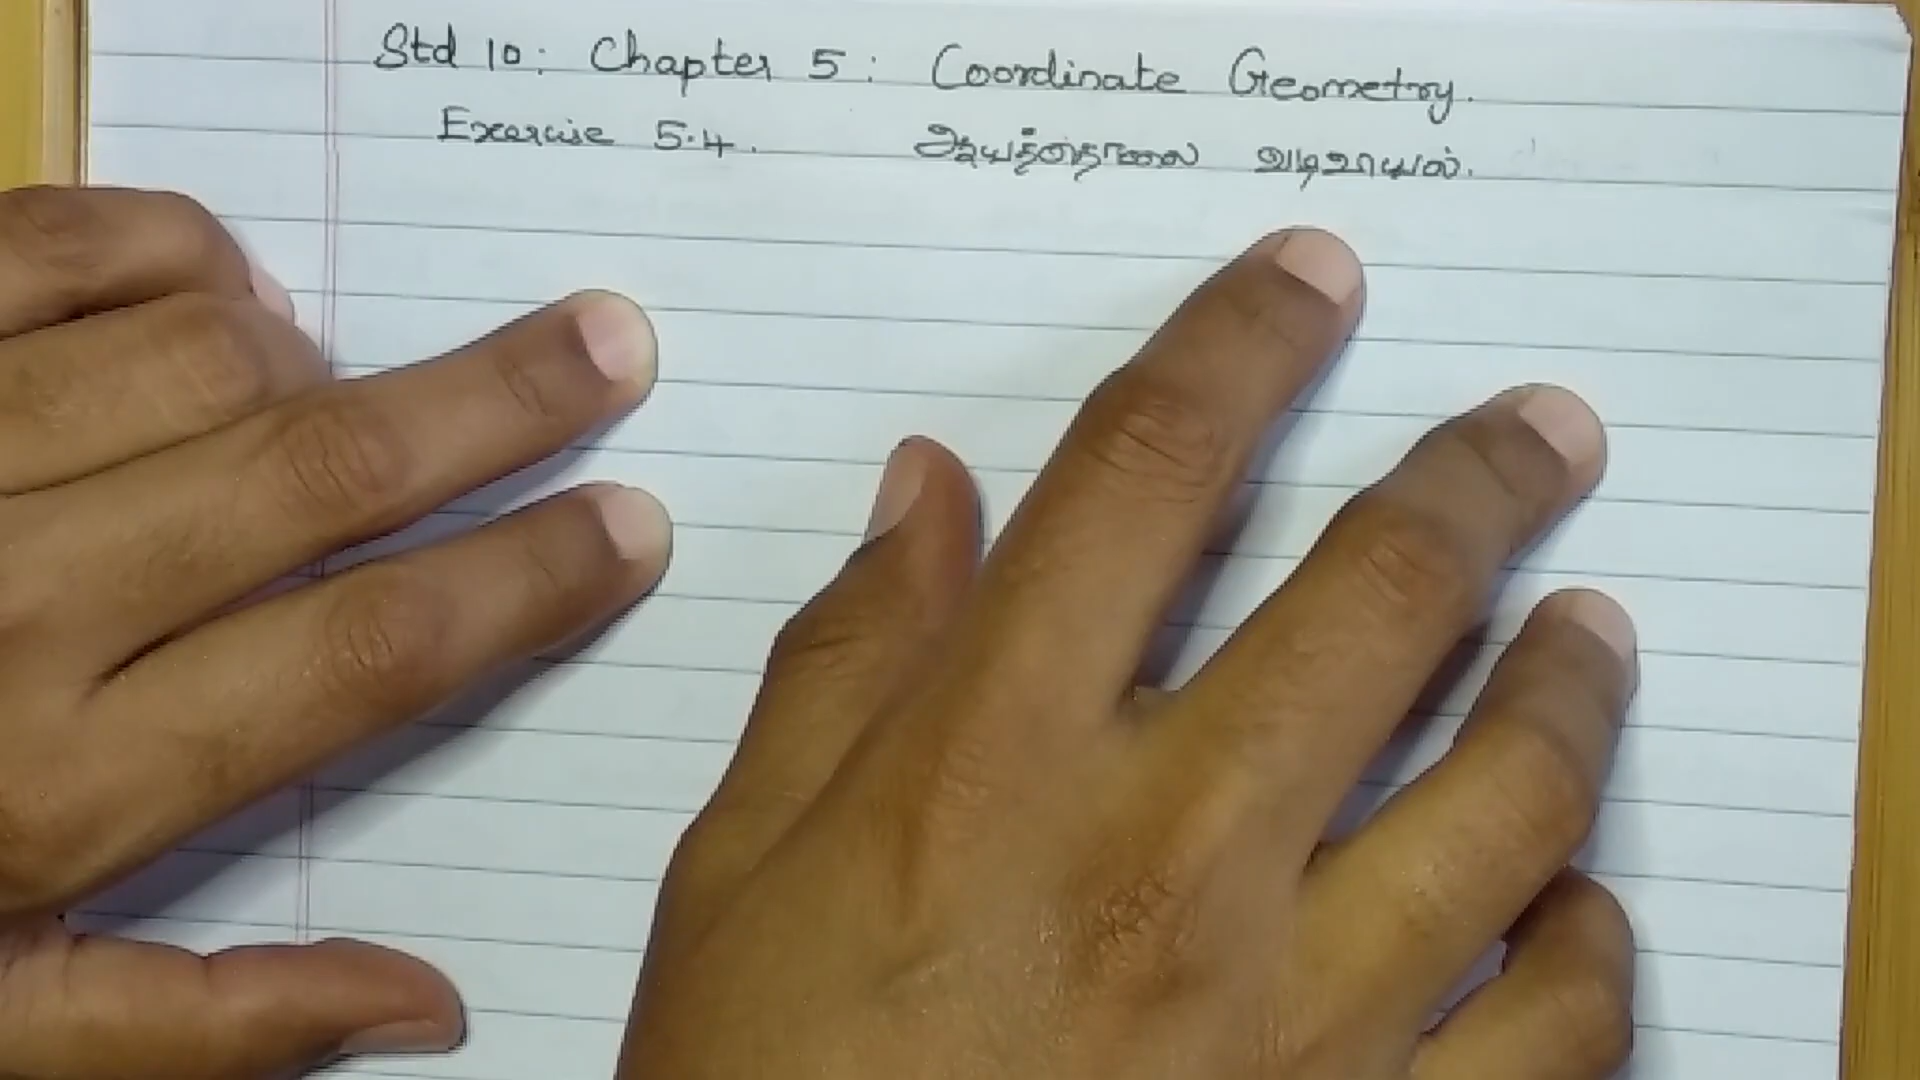 Std 10: Chapter 5: Coordinate Geometry.
Exercise 5.4. ஆயத்தொலை வடிவியல்.